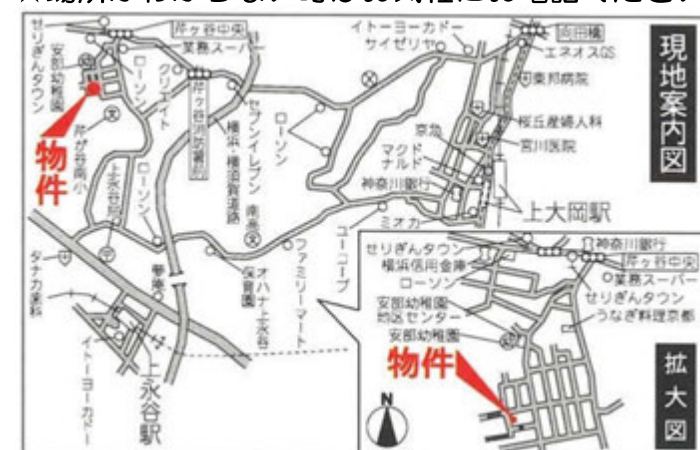 現地案内図
せりぎんタウン
安部幼稚園
物件
芹が谷南小
ローソン
クリエイト
芹ヶ谷中央
業務スーパー
セブンイレブン
横浜・横須賀道路
ローソン
上永谷局
ローソン
タナカ歯科
夢庵
イトーヨーカドー
上永谷駅
オハナ上永谷
保育園
ファミリーマート
ユーコープ
南高
イトーヨーカドー
サイゼリヤ
向田橋
エネオスGS
東邦病院
桜丘産婦人科
宮川医院
京急
マクドナルド
神奈川銀行
上大岡駅
ミオカ
拡大図
せりぎんタウン
横浜信用金庫
ローソン
安部幼稚園
地区センター
安部幼稚園
物件
神奈川銀行
芹ヶ谷中央
業務スーパー
せりぎんタウン
うなぎ料理京都
N